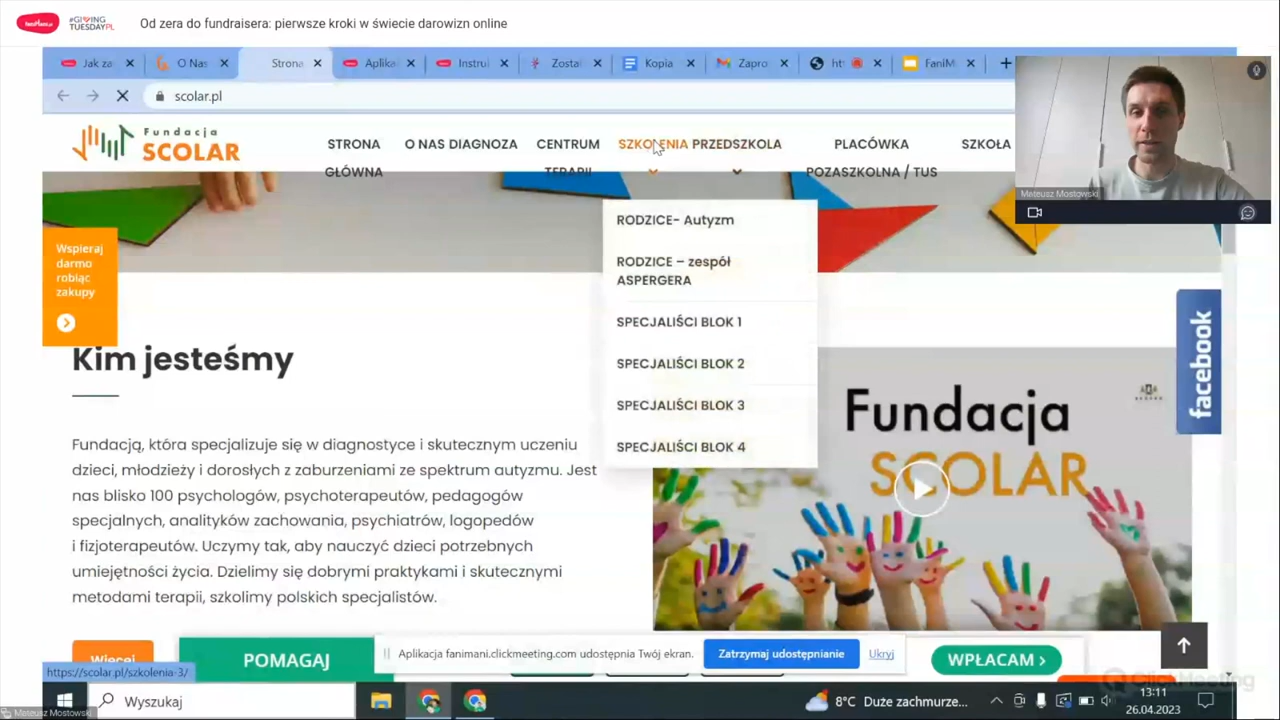 FaniMani.pl
#GIVING
TUESDAYPL
Od zera do fundraisera: pierwsze kroki w świecie darowizn online
Jak za
O Nas
Strona
Aplika
Instru
Zosta
Kopia
Zapro
FaniM
scolar.pl
Fundacja
SCOLAR
STRONA
GŁÓWNA
O NAS
DIAGNOZA
CENTRUM
TERAPII
SZKOLENIA
PRZEDSZKOLA
PLACÓWKA
POZASZKOLNA / TUS
SZKOŁA
Mateusz Mostowski
RODZICE- Autyzm
RODZICE – zespół
ASPERGERA
SPECJALIŚCI BLOK 1
SPECJALIŚCI BLOK 2
SPECJALIŚCI BLOK 3
SPECJALIŚCI BLOK 4
Wspieraj
darmo
robiąc
zakupy
facebook
Kim jesteśmy
Fundacją, która specjalizuje się w diagnostyce i skutecznym uczeniu
dzieci, młodzieży i dorosłych z zaburzeniami ze spektrum autyzmu. Jest
nas blisko 100 psychologów, psychoterapeutów, pedagogów
specjalnych, analityków zachowania, psychiatrów, logopedów
i fizjoterapeutów. Uczymy tak, aby nauczyć dzieci potrzebnych
umiejętności życia. Dzielimy się dobrymi praktykami i skutecznymi
metodami terapii, szkolimy polskich specjalistów.
Fundacja
SCOLAR
Więcej
POMAGAJ
Aplikacja fanimani.clickmeeting.com udostępnia Twój ekran.
Zatrzymaj udostępnianie
Ukryj
WPŁACAM
https://scolar.pl/szkolenia-3/
ClickMeeting
Wyszukaj
8°C Duże zachmurze...
13:11
26.04.2023
Mateusz Mostowski